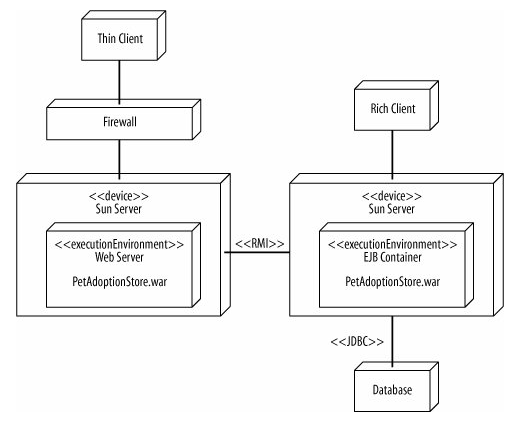 Thin Client
Firewall
Rich Client
<<device>>
Sun Server
<<executionEnvironment>>
Web Server
PetAdoptionStore.war
<<RMI>>
<<device>>
Sun Server
<<executionEnvironment>>
EJB Container
PetAdoptionStore.war
<<JDBC>>
Database